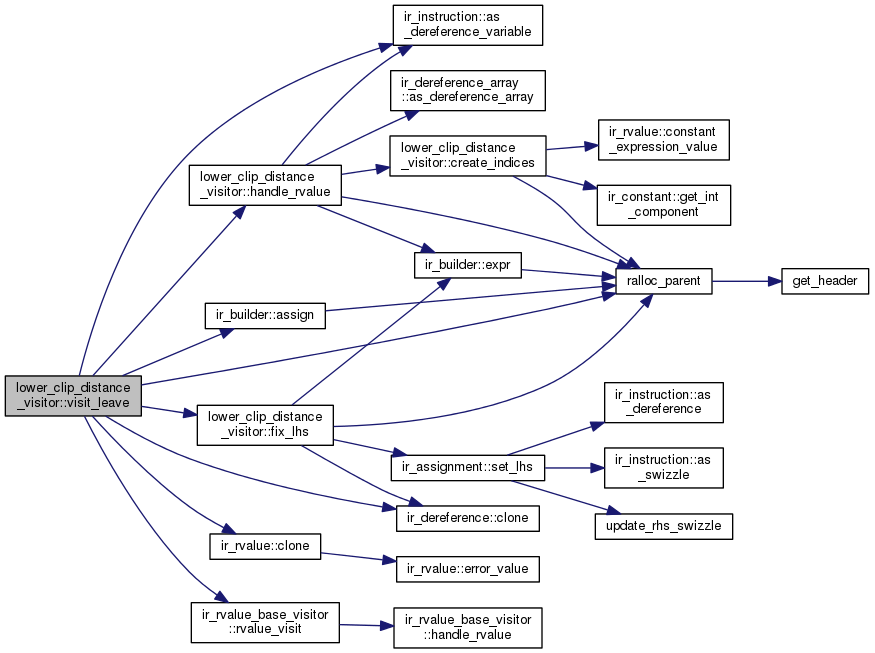 ir_instruction::as
_dereference_variable
ir_dereference_array
::as_dereference_array
lower_clip_distance
_visitor::create_indices
ir_rvalue::constant
_expression_value
lower_clip_distance
_visitor::handle_rvalue
ir_constant::get_int
_component
ir_builder::expr
ralloc_parent
get_header
ir_builder::assign
lower_clip_distance
_visitor::visit_leave
lower_clip_distance
_visitor::fix_lhs
ir_instruction::as
_dereference
ir_assignment::set_lhs
ir_instruction::as
_swizzle
ir_dereference::clone
update_rhs_swizzle
ir_rvalue::clone
ir_rvalue::error_value
ir_rvalue_base_visitor
::rvalue_visit
ir_rvalue_base_visitor
::handle_rvalue